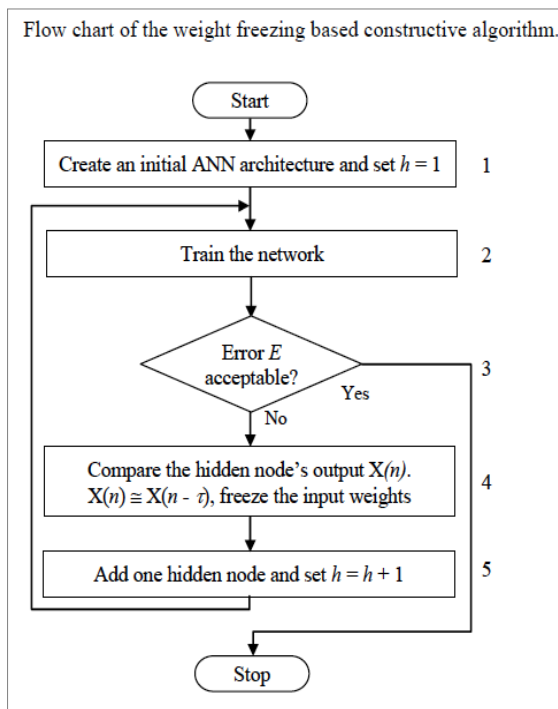 Flow chart of the weight freezing based constructive algorithm.
Start
Create an initial ANN architecture and set h = 1
1
Train the network
2
Error E
acceptable?
3
Yes
No
Compare the hidden node's output X(n).
X(n) ≅ X(n - τ), freeze the input weights
4
Add one hidden node and set h = h + 1
5
Stop